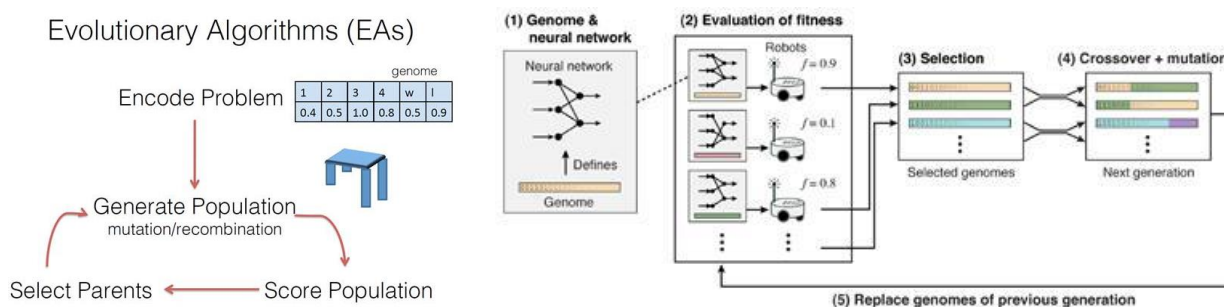 Evolutionary Algorithms (EAs)
genome
Encode Problem
1 2 3 4 w l
0.4 0.5 1.0 0.8 0.5 0.9
Generate Population
mutation/recombination
Select Parents
Score Population
(1) Genome &
neural network
Neural network
Defines
Genome
(2) Evaluation of fitness
Robots
f = 0.9
f = 0.1
f = 0.8
(3) Selection
Selected genomes
(4) Crossover + mutation
Next generation
(5) Replace genomes of previous generation